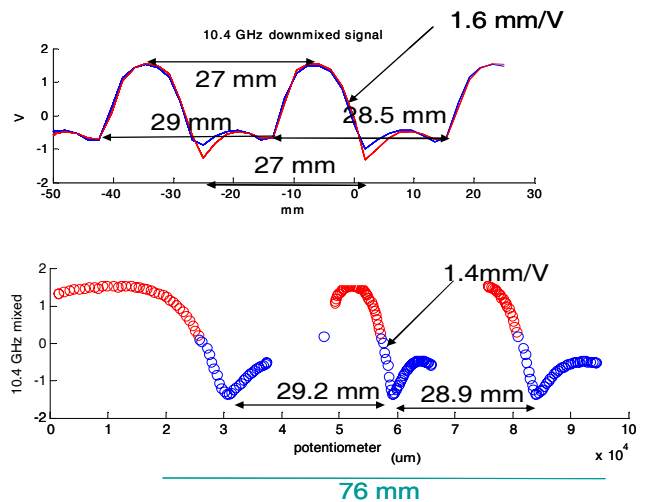 1.6 mm/V
10.4 GHz downmixed signal
2
27 mm
1
V
0
29 mm
28.5 mm
-1
27 mm
-2
-50 -40 -30 -20 -10 0 10 20 30
mm
2
1.4mm/V
1
10.4 GHz mixed
0
-1
29.2 mm
28.9 mm
-2
0 1 2 3 4 5 6 7 8 9 10
potentiometer
x 10^4
(um)
76 mm